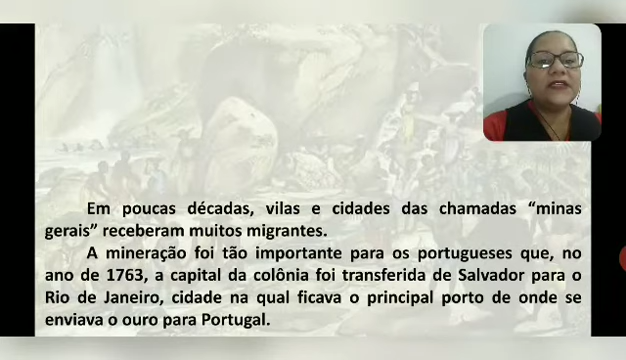 Em poucas décadas, vilas e cidades das chamadas “minas
gerais” receberam muitos migrantes.
A mineração foi tão importante para os portugueses que, no
ano de 1763, a capital da colônia foi transferida de Salvador para o
Rio de Janeiro, cidade na qual ficava o principal porto de onde se
enviava o ouro para Portugal.